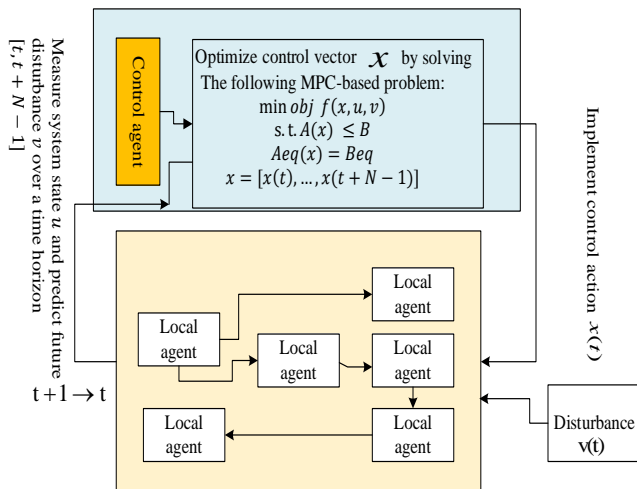 Measure system state u and predict future
disturbance v over a time horizon
[t, t + N − 1]
Control agent
Optimize control vector x by solving
The following MPC-based problem:
min obj f(x, u, v)
s. t. A(x) ≤ B
Aeq(x) = Beq
x = [x(t), ..., x(t + N − 1)]
Implement control action x(t)
Local
agent
Local
agent
Local
agent
Local
agent
Local
agent
Local
agent
t+1→t
Disturbance
v(t)